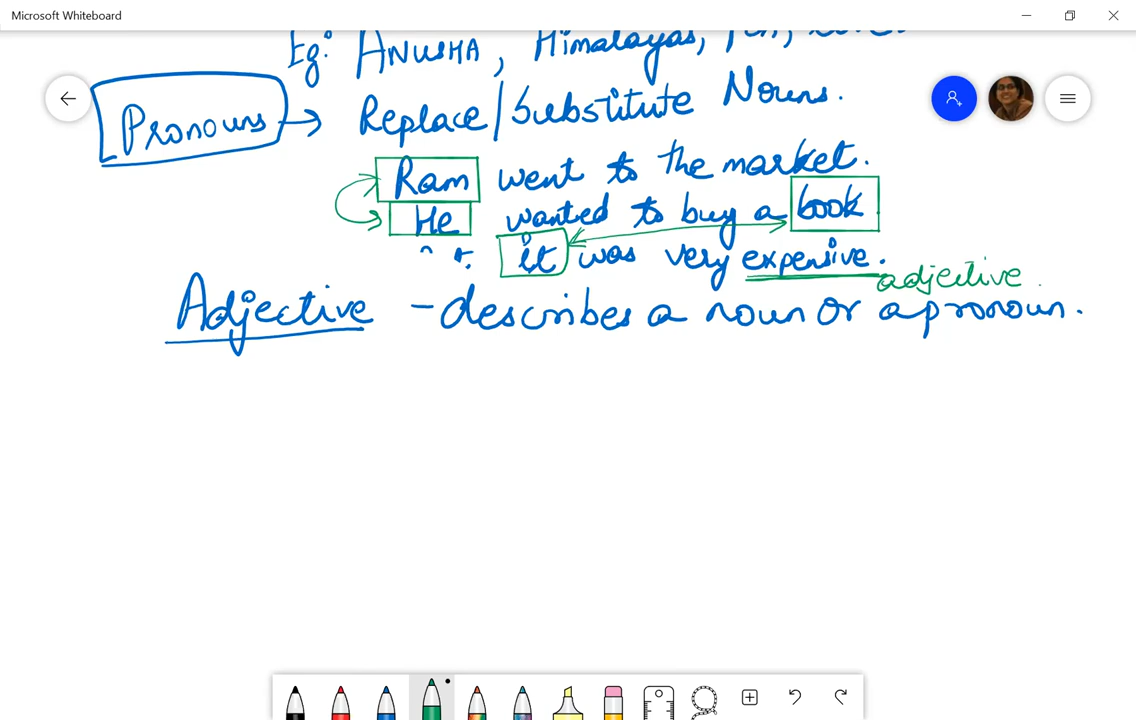 Microsoft Whiteboard
Eg: ANUSHA, Himalayas, Pen,
Pronouns → Replace/Substitute Nouns.
Ram went to the market.
He wanted to buy a book
it was very expensive.
adjective
Adjective - describes a noun or a pronoun.